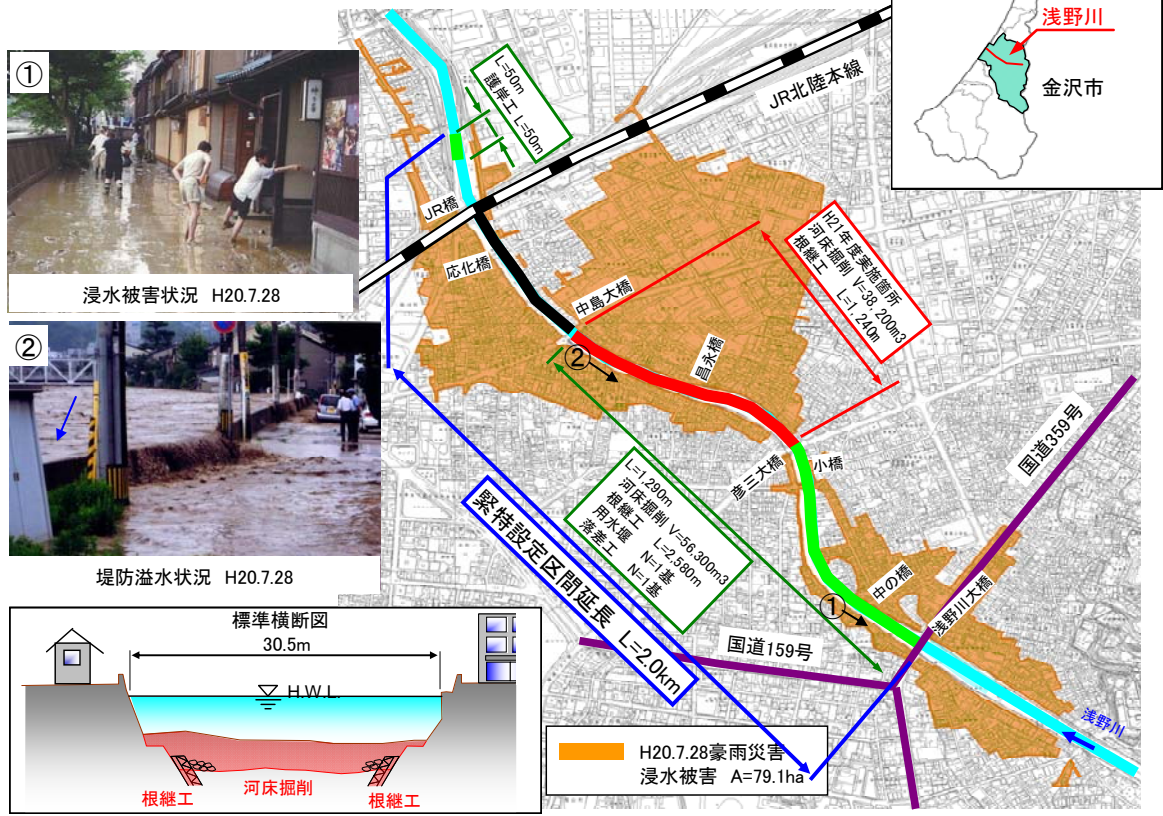 ①
浸水被害状況 H20.7.28
②
堤防溢水状況 H20.7.28
標準横断図
30.5m
H.W.L.
根継工
河床掘削
根継工
浅野川
金沢市
L=50m
護岸工 L=50m
JR北陸本線
JR橋
応化橋
中島大橋
②
昌永橋
H21年度実施箇所
河床掘削 V=38,200m3
根継工 L=1,240m
彦三大橋
小橋
国道359号
L=1,290m
河床掘削 V=56,300m3
根継工 L=2,580m
用水堰 N=1基
落差工 N=1基
緊特設定区間延長 L=2.0km
中の橋
①
浅野川大橋
国道159号
浅野川
H20.7.28豪雨災害
浸水被害 A=79.1ha